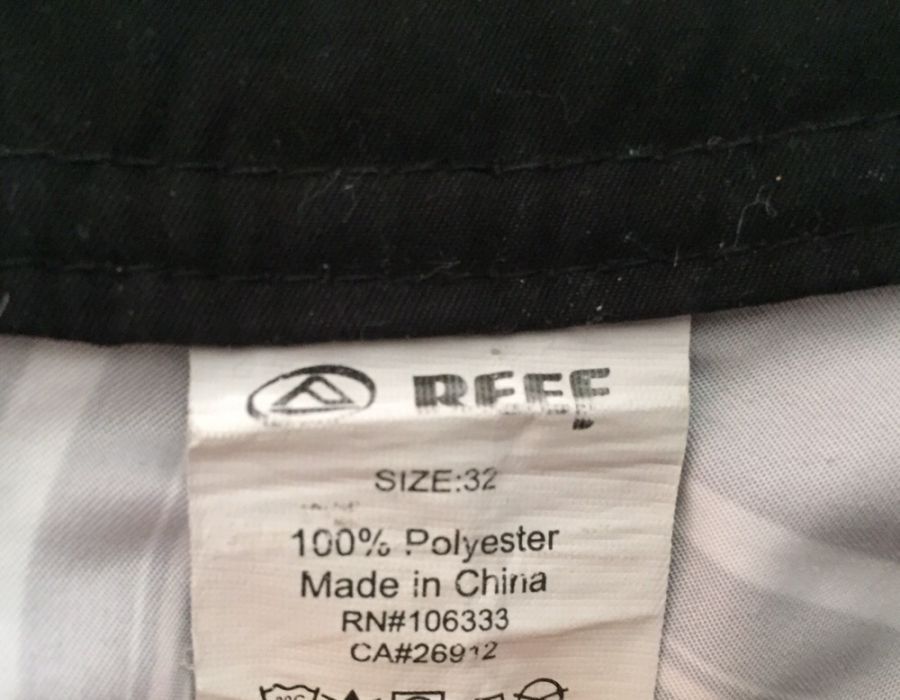 REEF
SIZE:32
100% Polyester
Made in China
RN#106333
CA#26912